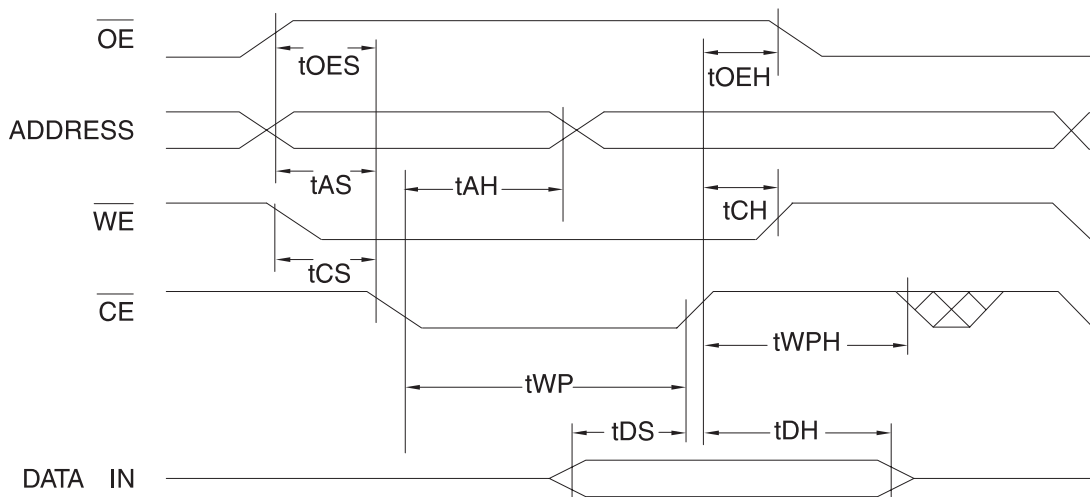 OE
tOES
tOEH
ADDRESS
tAS
tAH
tCH
WE
tCS
CE
tWPH
tWP
tDS
tDH
DATA IN